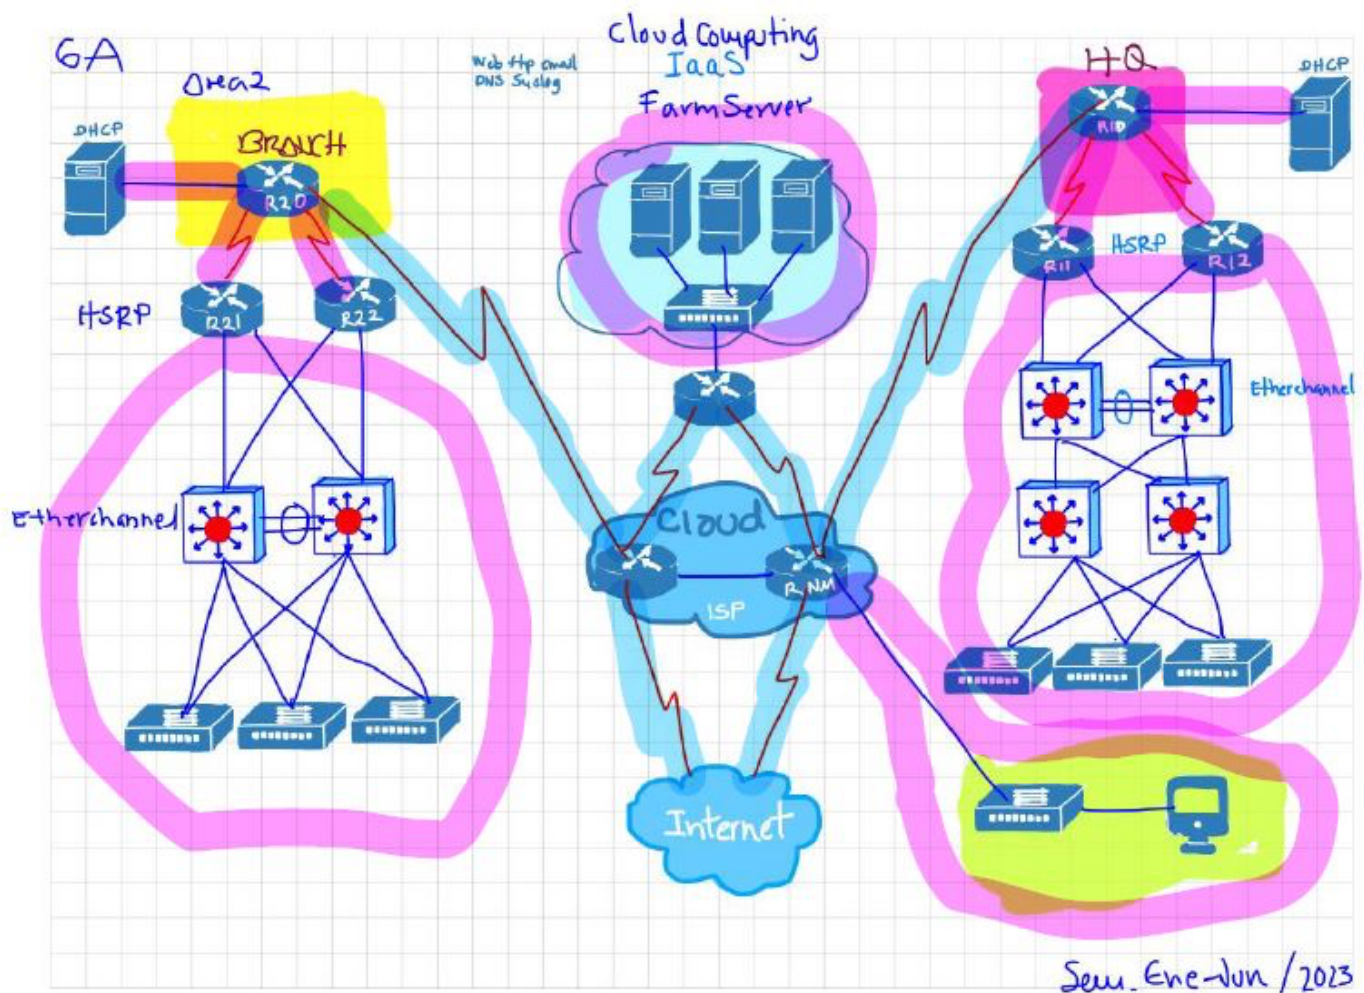 6A
Area2
Web ftp email
DNS Syslog
Cloud Computing
IaaS
Farm Server
HQ
DHCP
R10
DHCP
BRANCH
R20
HSRP
R11
R12
HSRP
R21
R22
Etherchannel
Etherchannel
Cloud
ISP
Internet
Sem. Ene-Jun / 2023